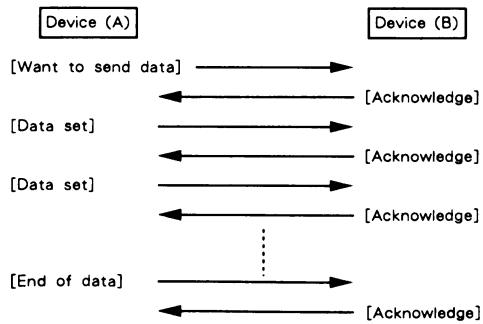 Device (A) Device (B)
[Want to send data]
[Acknowledge]
[Data set]
[Acknowledge]
[Data set]
[Acknowledge]
[End of data]
[Acknowledge]